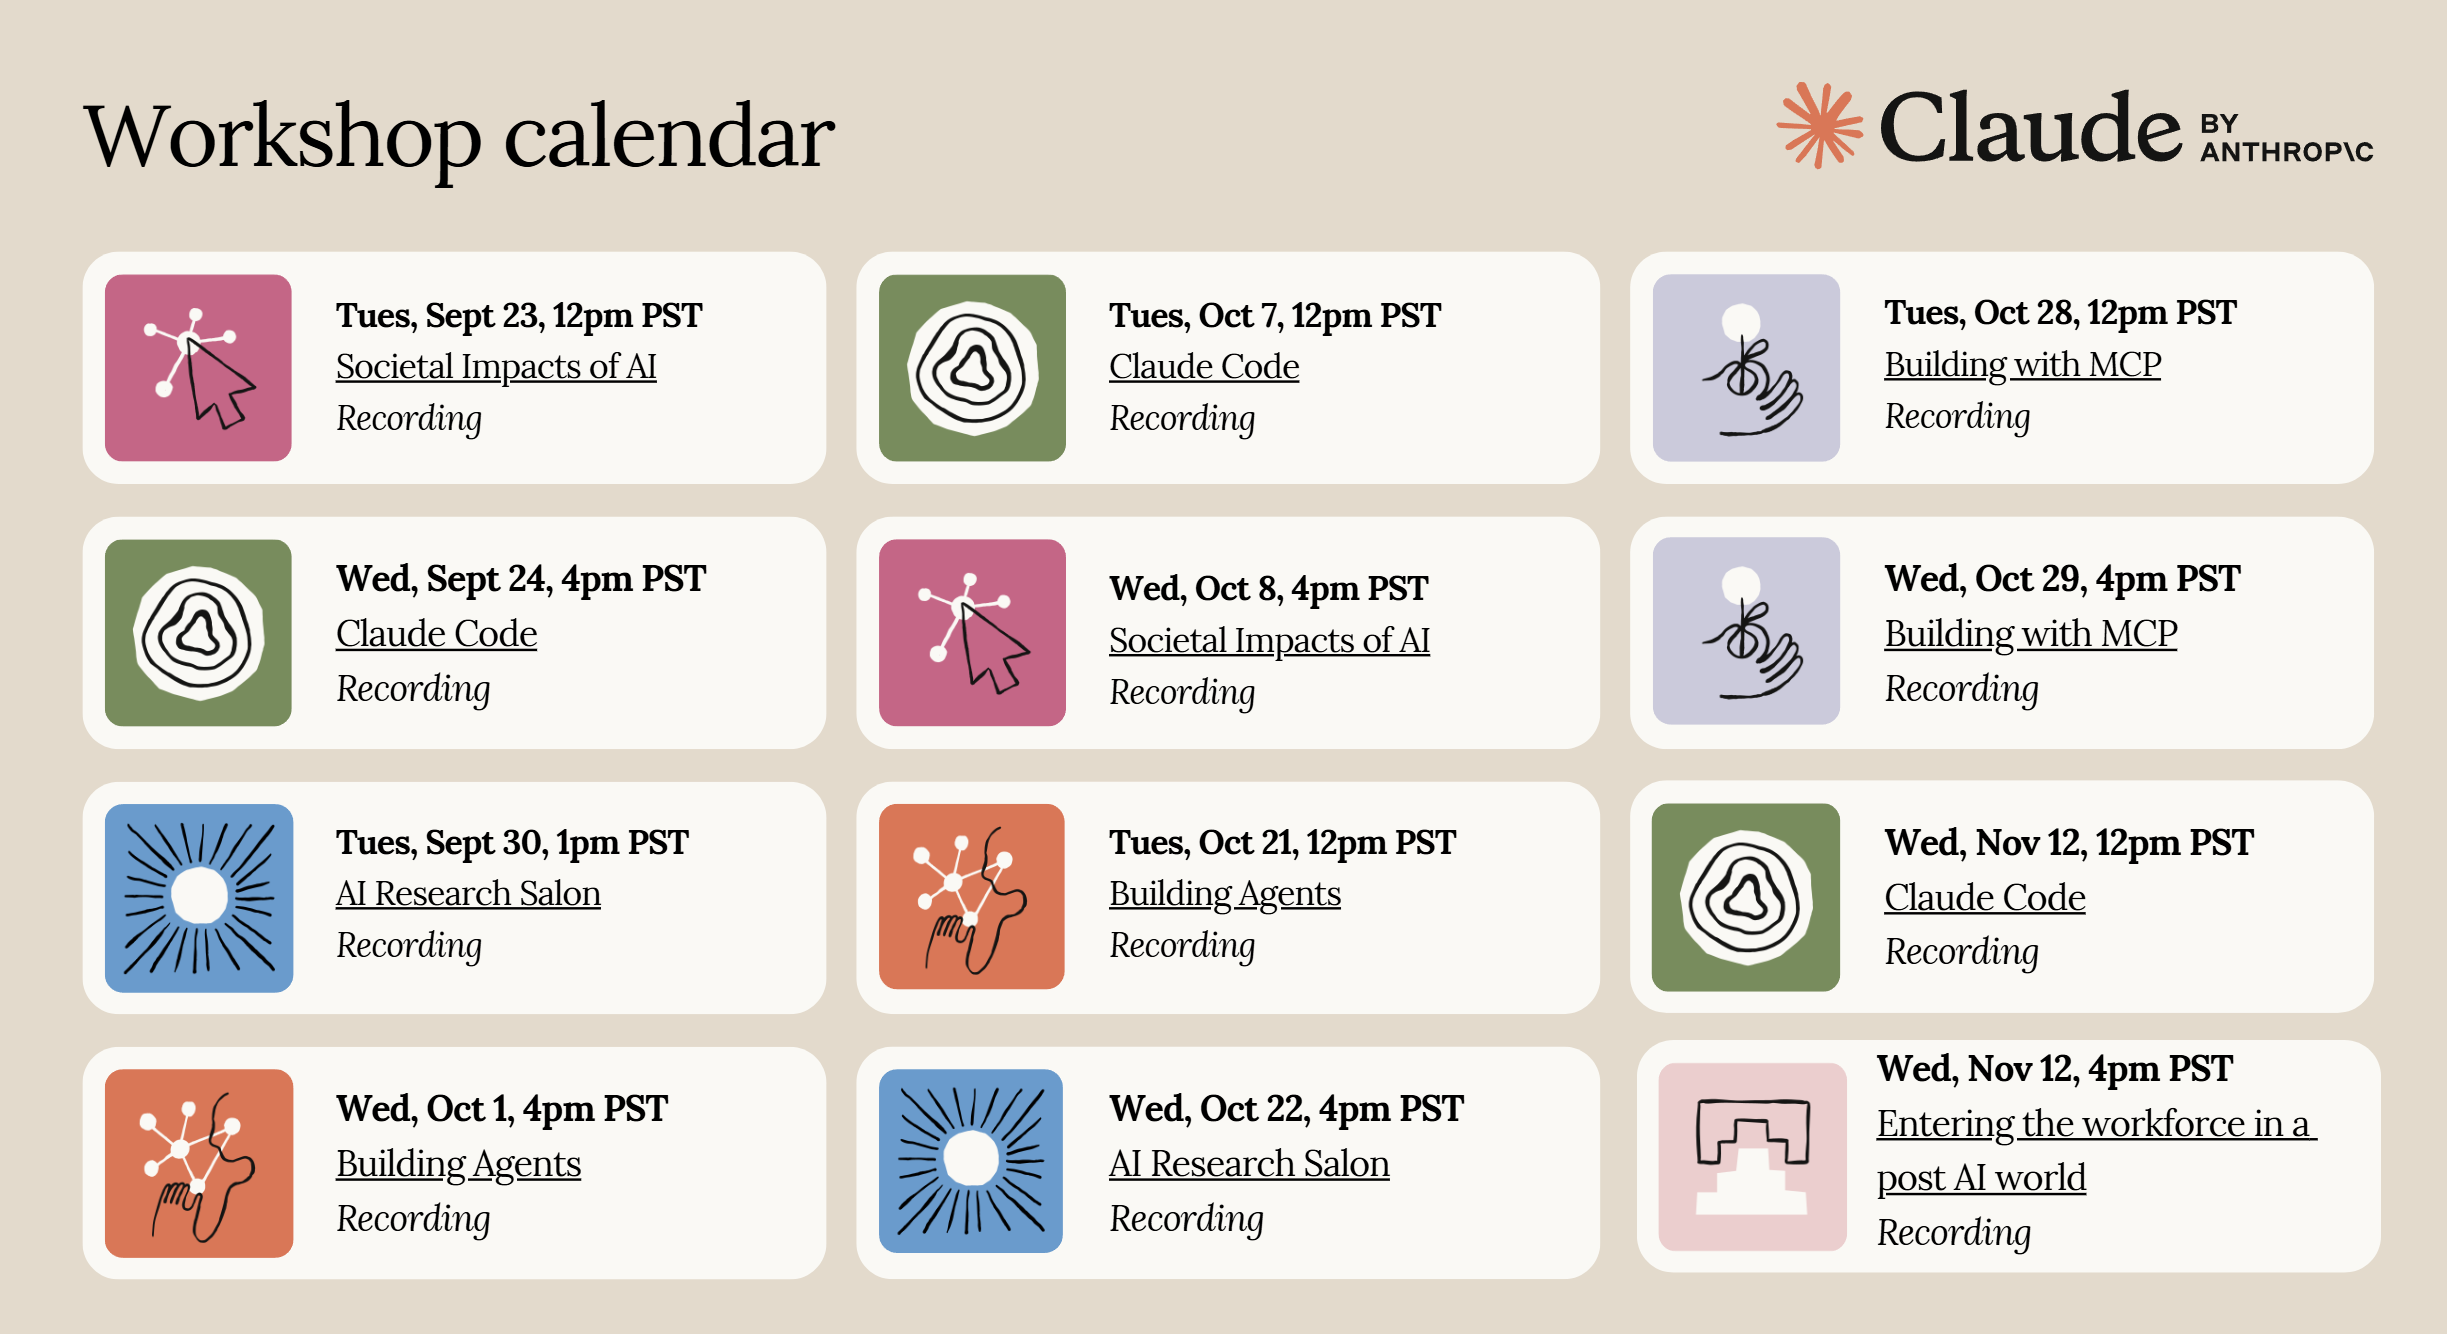 Workshop calendar
Claude BY
ANTHROP\C
Tues, Sept 23, 12pm PST
Societal Impacts of AI
Recording
Wed, Sept 24, 4pm PST
Claude Code
Recording
Tues, Sept 30, 1pm PST
AI Research Salon
Recording
Wed, Oct 1, 4pm PST
Building Agents
Recording
Tues, Oct 7, 12pm PST
Claude Code
Recording
Wed, Oct 8, 4pm PST
Societal Impacts of AI
Recording
Tues, Oct 21, 12pm PST
Building Agents
Recording
Wed, Oct 22, 4pm PST
AI Research Salon
Recording
Tues, Oct 28, 12pm PST
Building with MCP
Recording
Wed, Oct 29, 4pm PST
Building with MCP
Recording
Wed, Nov 12, 12pm PST
Claude Code
Recording
Wed, Nov 12, 4pm PST
Entering the workforce in a
post AI world
Recording